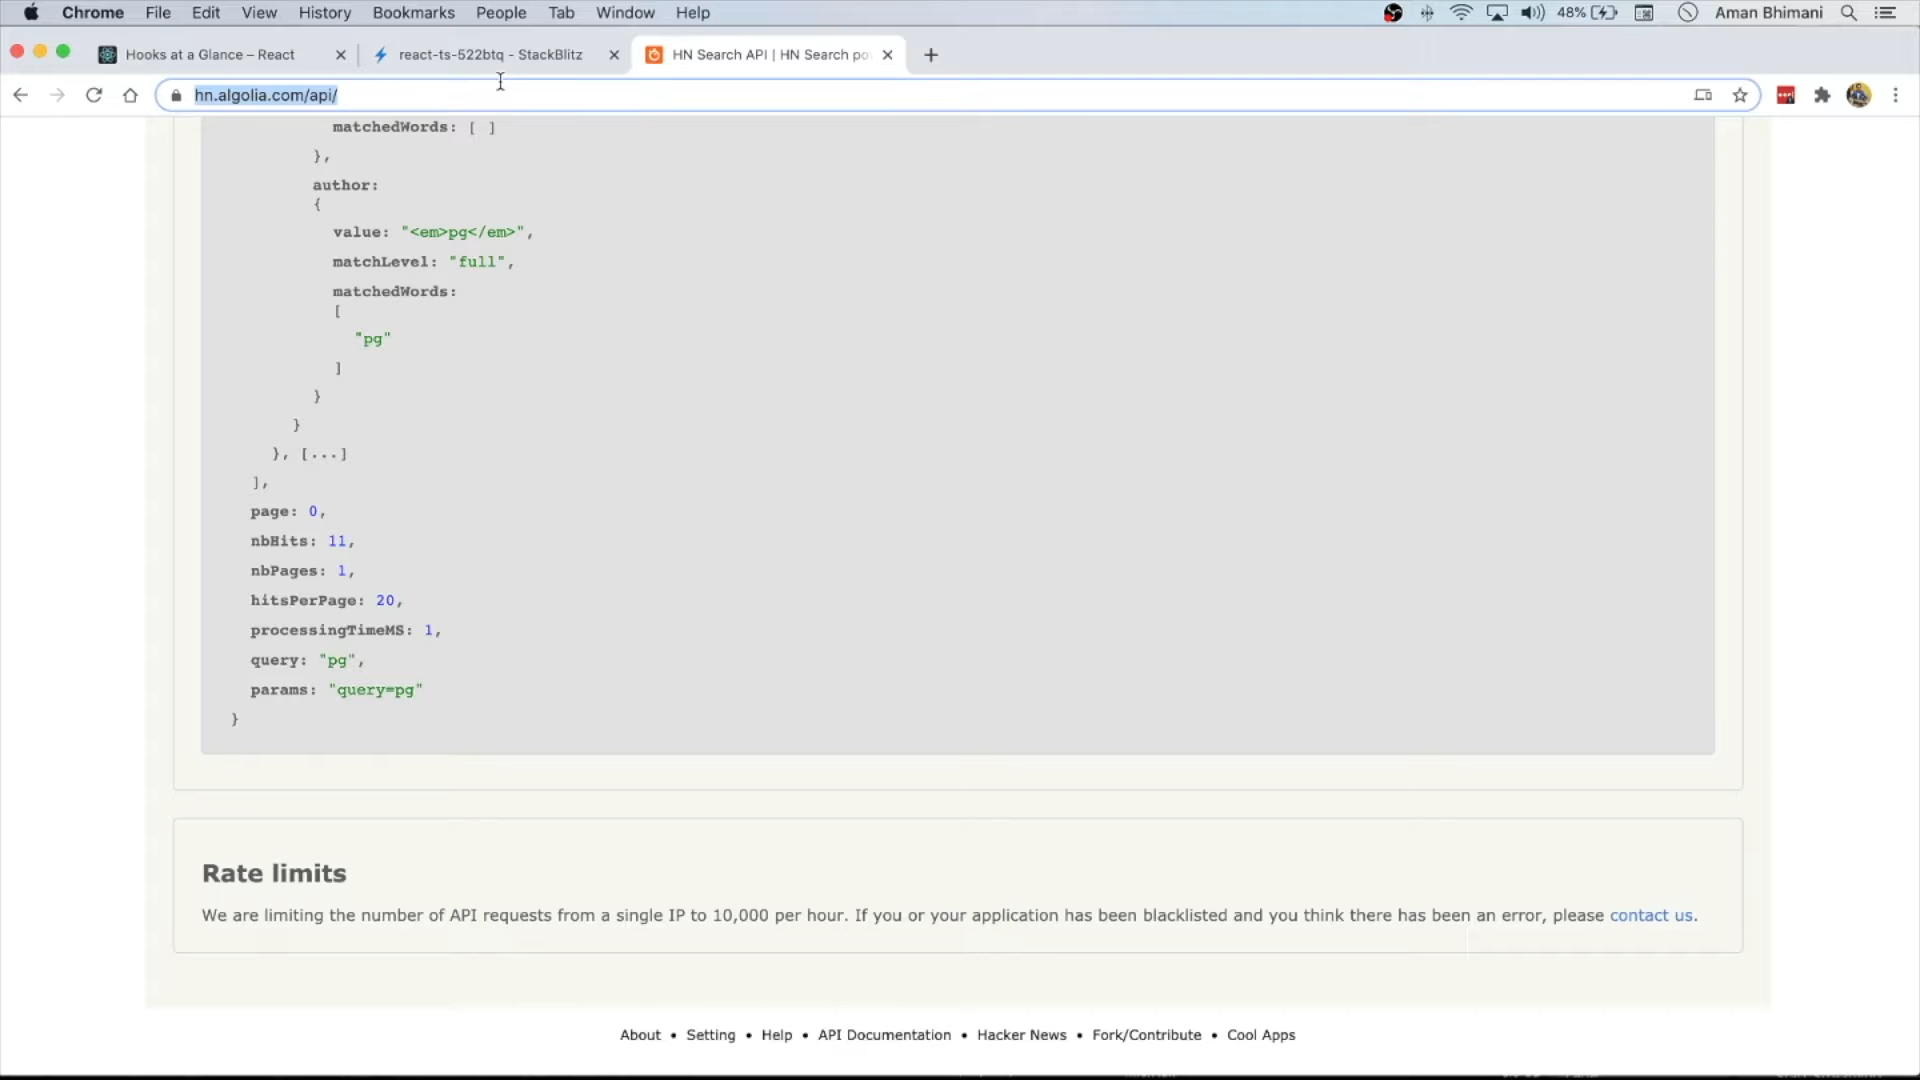 Chrome File Edit View History Bookmarks People Tab Window Help 48% Aman Bhimani
Hooks at a Glance – React react-ts-522btq - StackBlitz HN Search API | HN Search po
hn.algolia.com/api/
matchedWords: [ ]
},
author:
{
value: "<em>pg</em>",
matchLevel: "full",
matchedWords:
[
"pg"
]
}
}
}, [...]
],
page: 0,
nbHits: 11,
nbPages: 1,
hitsPerPage: 20,
processingTimeMS: 1,
query: "pg",
params: "query=pg"
}
Rate limits
We are limiting the number of API requests from a single IP to 10,000 per hour. If you or your application has been blacklisted and you think there has been an error, please contact us.
About • Setting • Help • API Documentation • Hacker News • Fork/Contribute • Cool Apps